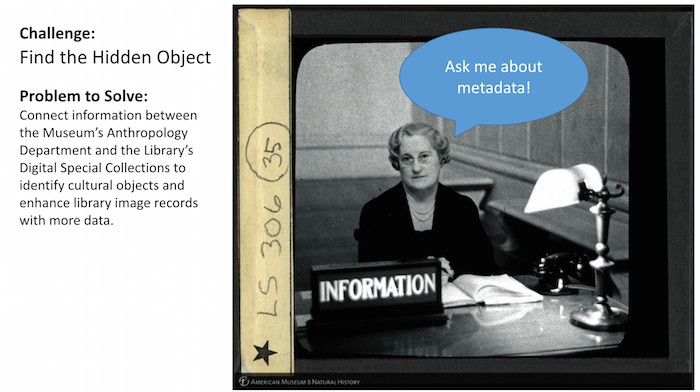 Challenge:
Find the Hidden Object
Problem to Solve:
Connect information between
the Museum's Anthropology
Department and the Library's
Digital Special Collections to
identify cultural objects and
enhance library image records
with more data.
LS 306 35
Ask me about
metadata!
INFORMATION
AMERICAN MUSEUM OF NATURAL HISTORY